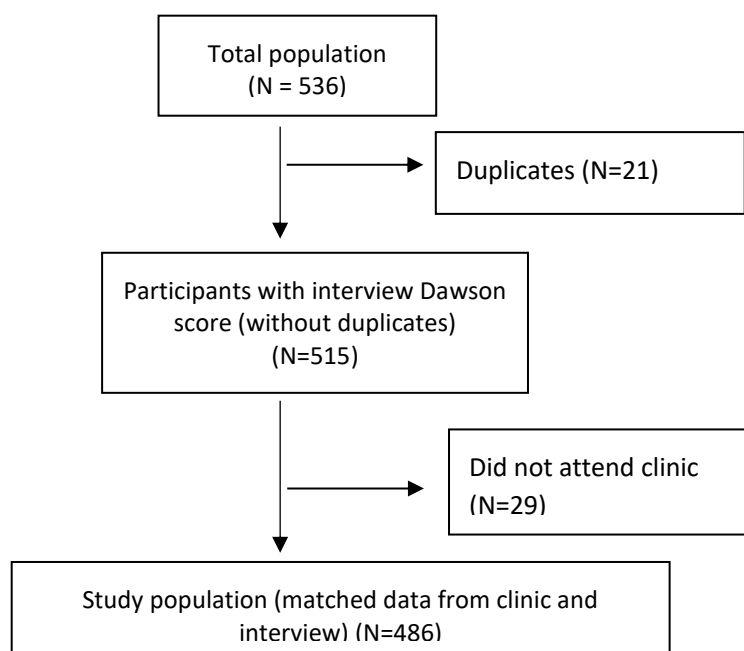 Total population
(N = 536)
Duplicates (N=21)
Participants with interview Dawson
score (without duplicates)
(N=515)
Did not attend clinic
(N=29)
Study population (matched data from clinic and
interview) (N=486)